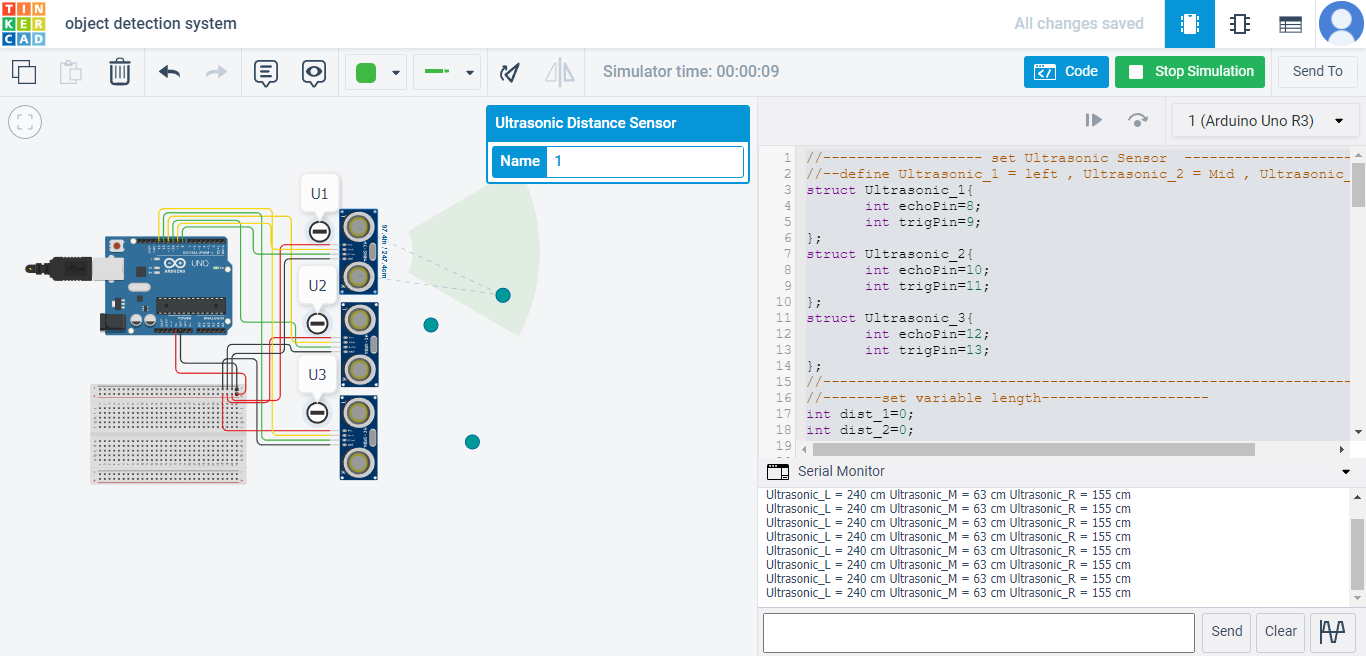 TIN
KER
CAD
object detection system
All changes saved
Simulator time: 00:00:09
Code
Stop Simulation
Send To
Ultrasonic Distance Sensor
Name 1
1 (Arduino Uno R3)
U1
U2
U3
97.4in / 247.4cm
UNO
ARDUINO
1 //------------------- set Ultrasonic Sensor --------------------
2 //--define Ultrasonic_1 = left , Ultrasonic_2 = Mid , Ultrasonic_
3 struct Ultrasonic_1{
4 int echoPin=8;
5 int trigPin=9;
6 };
7 struct Ultrasonic_2{
8 int echoPin=10;
9 int trigPin=11;
10 };
11 struct Ultrasonic_3{
12 int echoPin=12;
13 int trigPin=13;
14 };
15 //----------------------------------------------------------------
16 //-------set variable length--------------------
17 int dist_1=0;
18 int dist_2=0;
19
Serial Monitor
Ultrasonic_L = 240 cm Ultrasonic_M = 63 cm Ultrasonic_R = 155 cm
Ultrasonic_L = 240 cm Ultrasonic_M = 63 cm Ultrasonic_R = 155 cm
Ultrasonic_L = 240 cm Ultrasonic_M = 63 cm Ultrasonic_R = 155 cm
Ultrasonic_L = 240 cm Ultrasonic_M = 63 cm Ultrasonic_R = 155 cm
Ultrasonic_L = 240 cm Ultrasonic_M = 63 cm Ultrasonic_R = 155 cm
Ultrasonic_L = 240 cm Ultrasonic_M = 63 cm Ultrasonic_R = 155 cm
Ultrasonic_L = 240 cm Ultrasonic_M = 63 cm Ultrasonic_R = 155 cm
Ultrasonic_L = 240 cm Ultrasonic_M = 63 cm Ultrasonic_R = 155 cm
Send
Clear